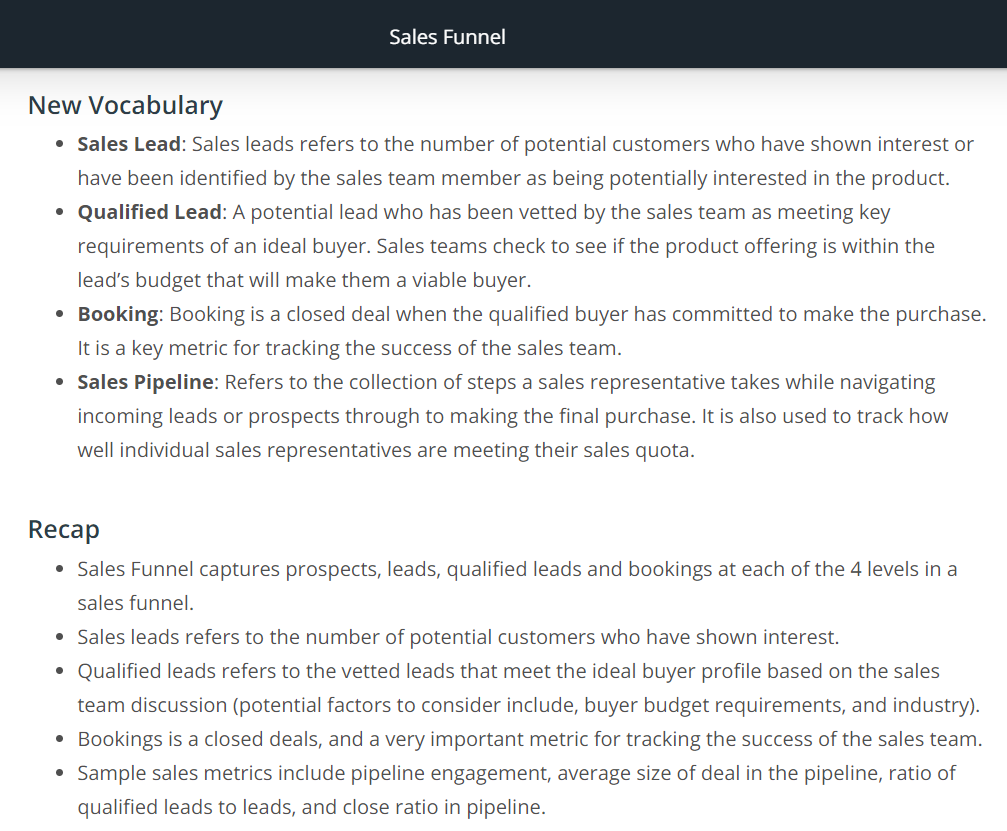 Sales Funnel
New Vocabulary
• Sales Lead: Sales leads refers to the number of potential customers who have shown interest or
have been identified by the sales team member as being potentially interested in the product.
• Qualified Lead: A potential lead who has been vetted by the sales team as meeting key
requirements of an ideal buyer. Sales teams check to see if the product offering is within the
lead’s budget that will make them a viable buyer.
• Booking: Booking is a closed deal when the qualified buyer has committed to make the purchase.
It is a key metric for tracking the success of the sales team.
• Sales Pipeline: Refers to the collection of steps a sales representative takes while navigating
incoming leads or prospects through to making the final purchase. It is also used to track how
well individual sales representatives are meeting their sales quota.
Recap
• Sales Funnel captures prospects, leads, qualified leads and bookings at each of the 4 levels in a
sales funnel.
• Sales leads refers to the number of potential customers who have shown interest.
• Qualified leads refers to the vetted leads that meet the ideal buyer profile based on the sales
team discussion (potential factors to consider include, buyer budget requirements, and industry).
• Bookings is a closed deals, and a very important metric for tracking the success of the sales team.
• Sample sales metrics include pipeline engagement, average size of deal in the pipeline, ratio of
qualified leads to leads, and close ratio in pipeline.